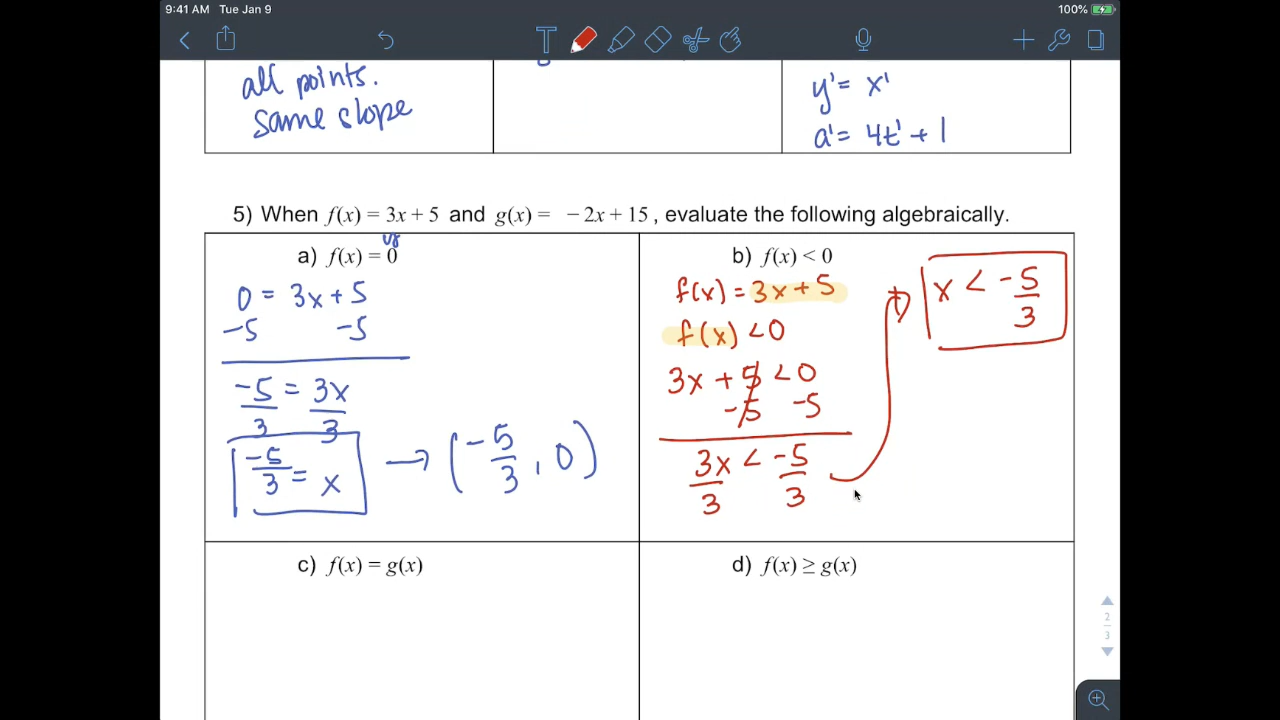 9:41 AM Tue Jan 9
100%
T
all points.
same slope
y' = x'
a' = 4t' + 1
5) When f(x) = 3x + 5 and g(x) = − 2x + 15 , evaluate the following algebraically.
a) f(x) = 0
0 = 3x + 5
-5 -5
-5 = 3x
3 3
-5
3 = x → (-5/3, 0)
b) f(x) < 0
f(x) = 3x + 5
f(x) < 0
3x + 5 < 0
-5 -5
3x < -5
3 3
x < -5
3
c) f(x) = g(x)
d) f(x) ≥ g(x)
2
3